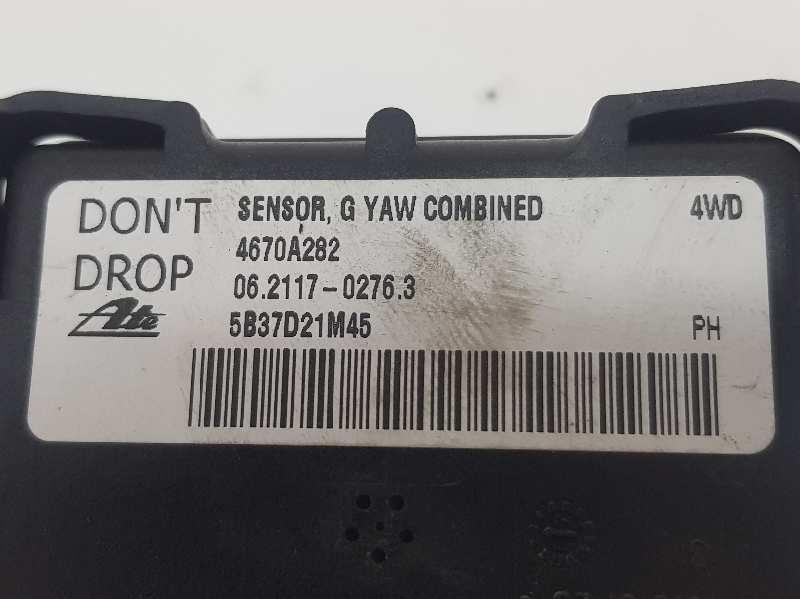 DON'T
DROP
Ate
SENSOR, G YAW COMBINED 4WD
4670A282
06.2117-0276.3
5B37D21M45 PH